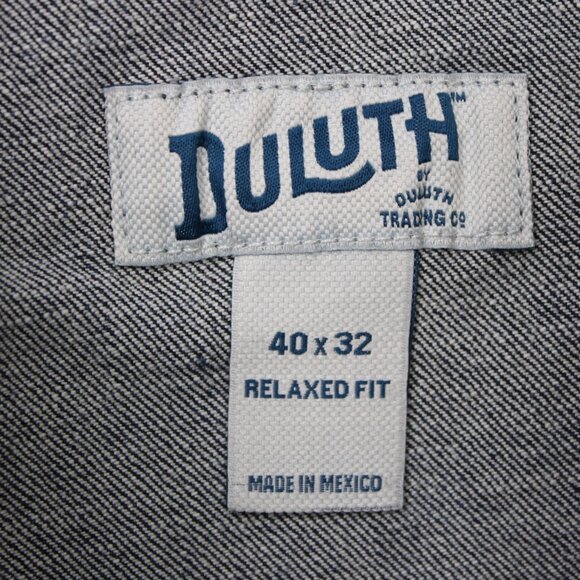 DULUTH™
BY
DULUTH
TRADING Cº
40 x 32
RELAXED FIT
MADE IN MEXICO